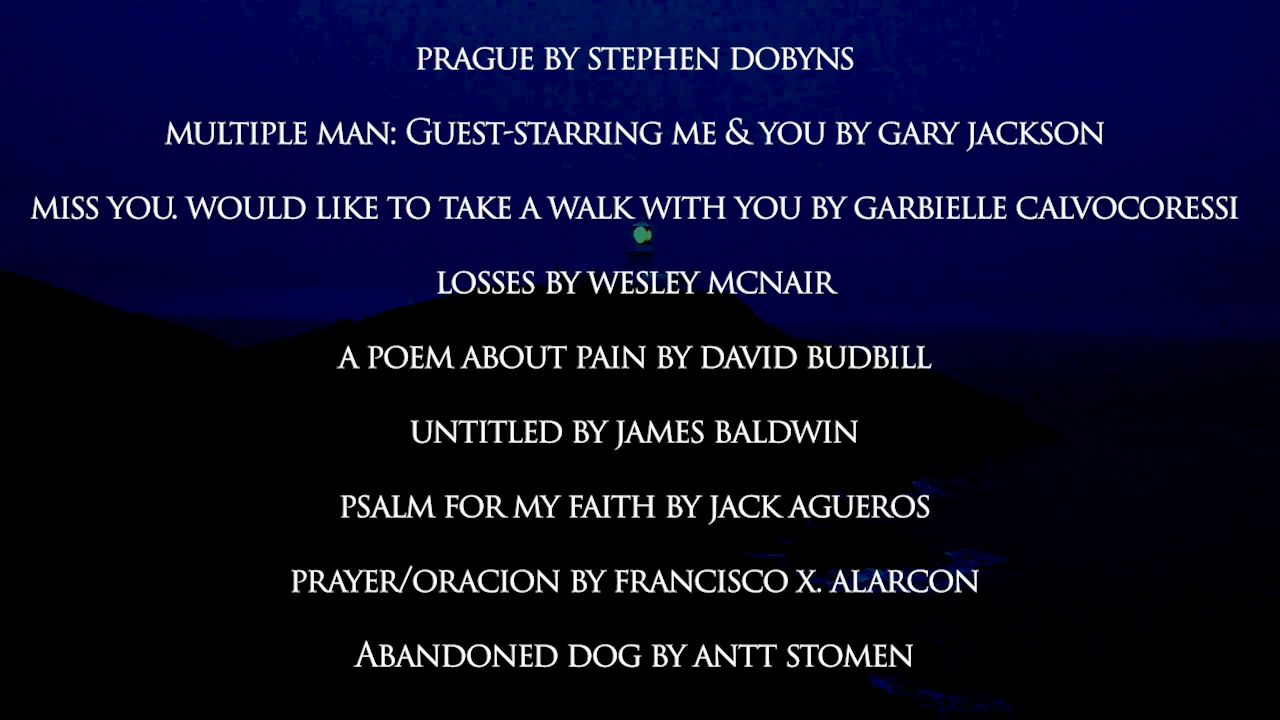 PRAGUE BY STEPHEN DOBYNS
MULTIPLE MAN: GUEST-STARRING ME & YOU BY GARY JACKSON
MISS YOU. WOULD LIKE TO TAKE A WALK WITH YOU BY GARBIELLE CALVOCORESSI
LOSSES BY WESLEY MCNAIR
A POEM ABOUT PAIN BY DAVID BUDBILL
UNTITLED BY JAMES BALDWIN
PSALM FOR MY FAITH BY JACK AGUEROS
PRAYER/ORACION BY FRANCISCO X. ALARCON
ABANDONED DOG BY ANTT STOMEN